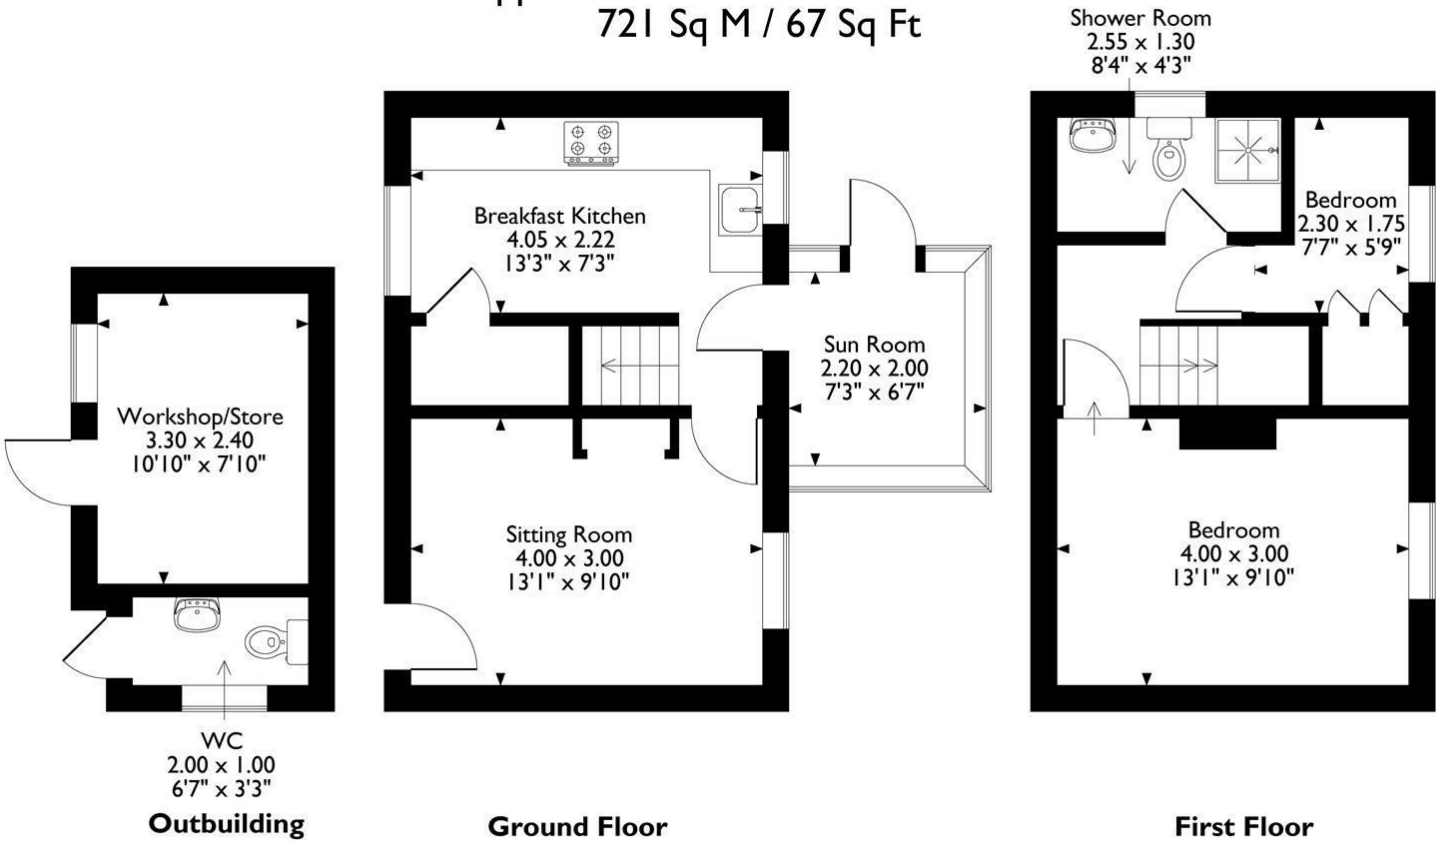 721 Sq M / 67 Sq Ft
Shower Room
2.55 x 1.30
8'4" x 4'3"
Breakfast Kitchen
4.05 x 2.22
13'3" x 7'3"
Bedroom
2.30 x 1.75
7'7" x 5'9"
Sun Room
2.20 x 2.00
7'3" x 6'7"
Workshop/Store
3.30 x 2.40
10'10" x 7'10"
Sitting Room
4.00 x 3.00
13'1" x 9'10"
Bedroom
4.00 x 3.00
13'1" x 9'10"
WC
2.00 x 1.00
6'7" x 3'3"
Outbuilding
Ground Floor
First Floor